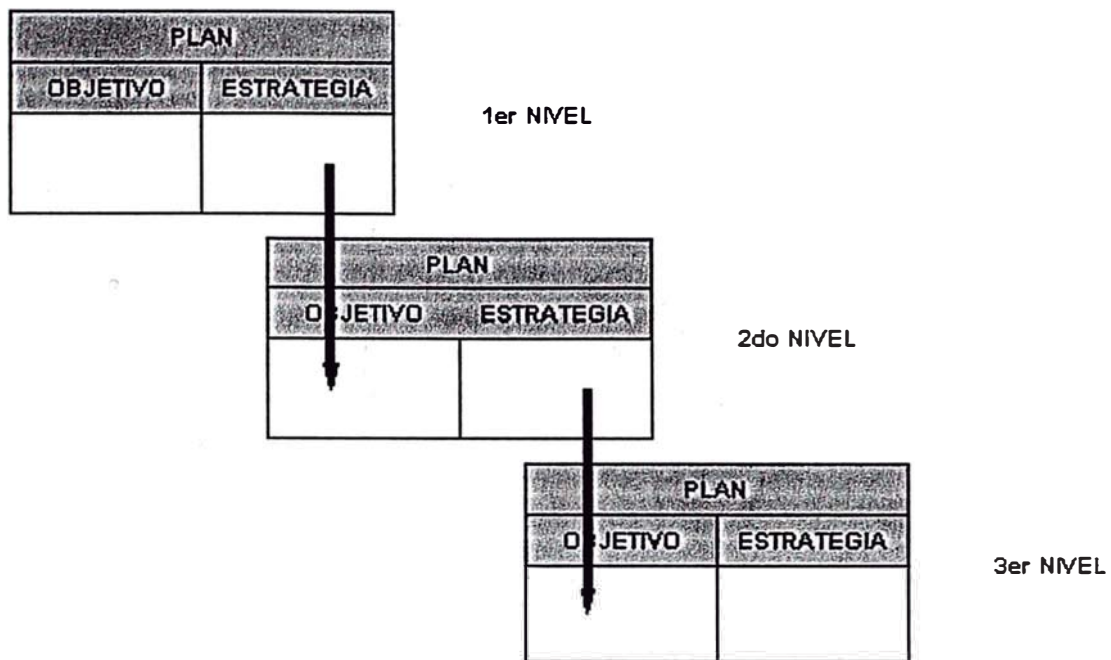 PLAN
OBJETIVO ESTRATEGIA
1er NIVEL
PLAN
OBJETIVO ESTRATEGIA
2do NIVEL
PLAN
OBJETIVO ESTRATEGIA
3er NIVEL